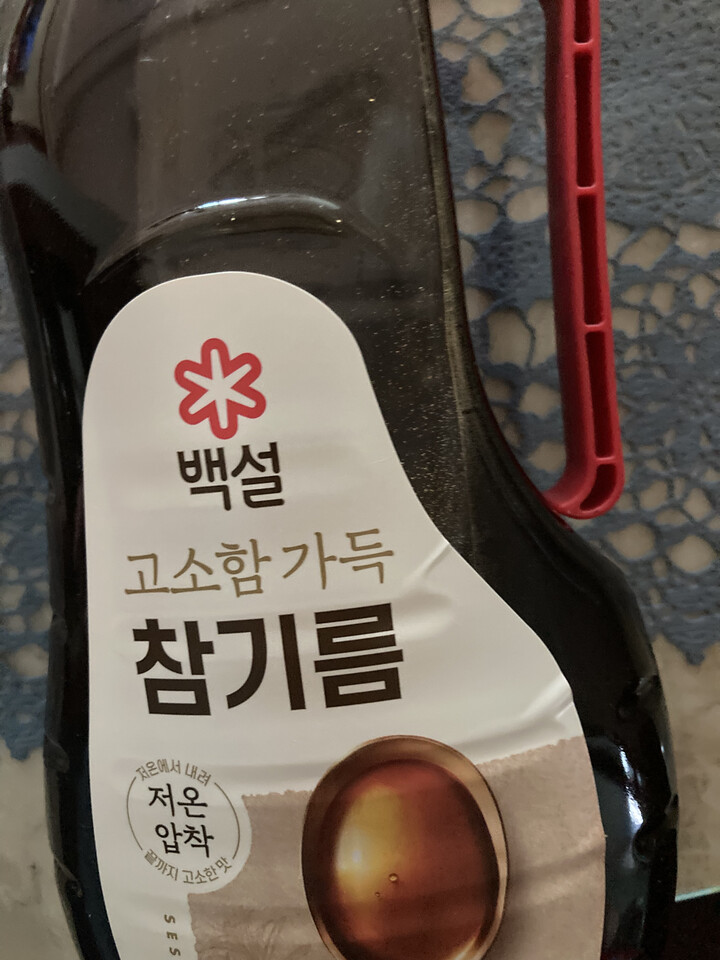 백설
고소함 가득
참기름
저온에서 내려
저온
압착
끝까지 고소한 맛
SES